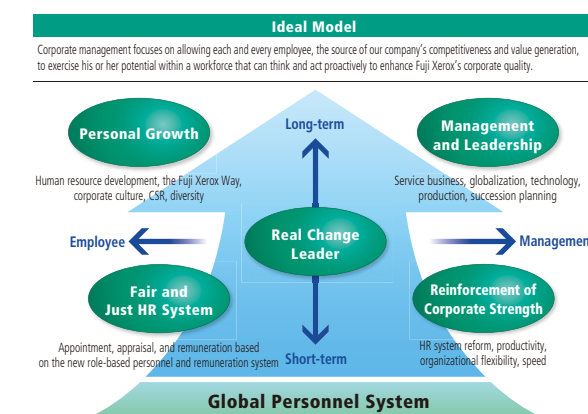 Ideal Model
Corporate management focuses on allowing each and every employee, the source of our company's competitiveness and value generation,
to exercise his or her potential within a workforce that can think and act proactively to enhance Fuji Xerox's corporate quality.
Long-term
Personal Growth
Human resource development, the Fuji Xerox Way,
corporate culture, CSR, diversity
Management
and Leadership
Service business, globalization, technology,
production, succession planning
Employee
Real Change
Leader
Management
Fair and
Just HR System
Appointment, appraisal, and remuneration based
on the new role-based personnel and remuneration system
Short-term
Reinforcement of
Corporate Strength
HR system reform, productivity,
organizational flexibility, speed
Global Personnel System